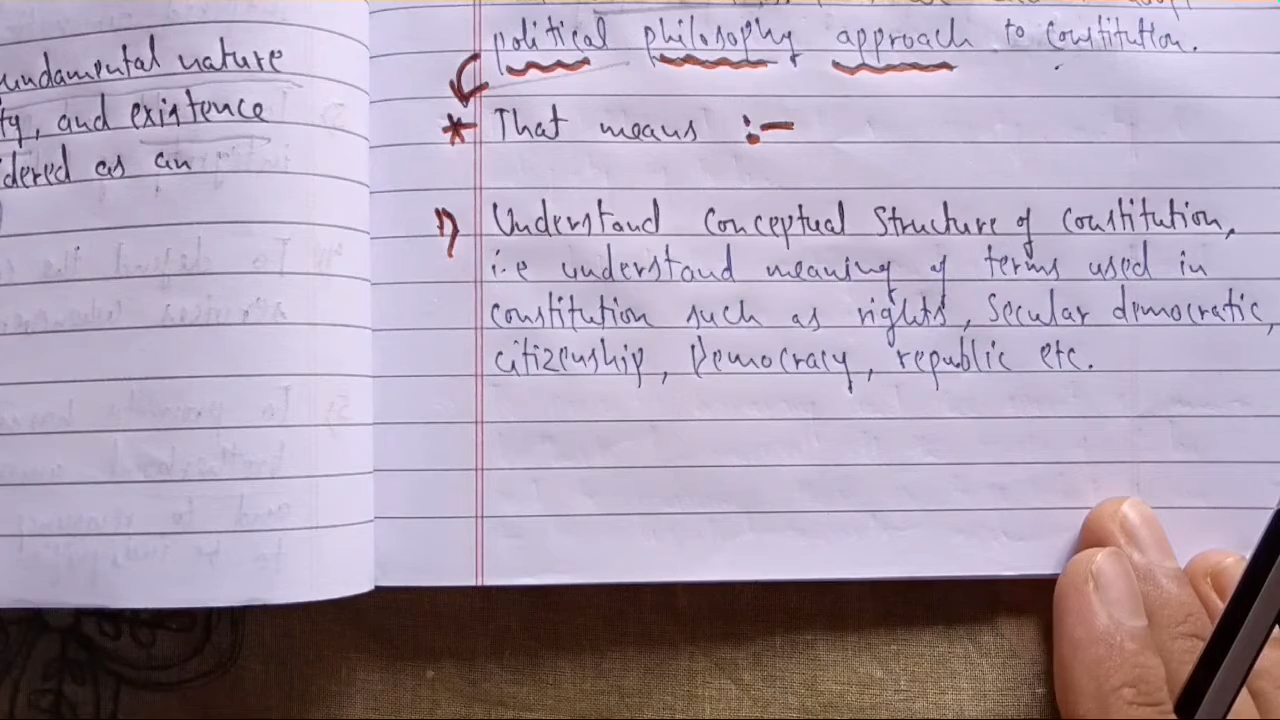 undamental nature
ty, and existence
dered as an
political philosophy approach to constitution.
* That means :-
1) Understand conceptual structure of constitution,
i.e understand meaning of terms used in
constitution such as rights, secular democratic,
citizenship, Democracy, republic etc.